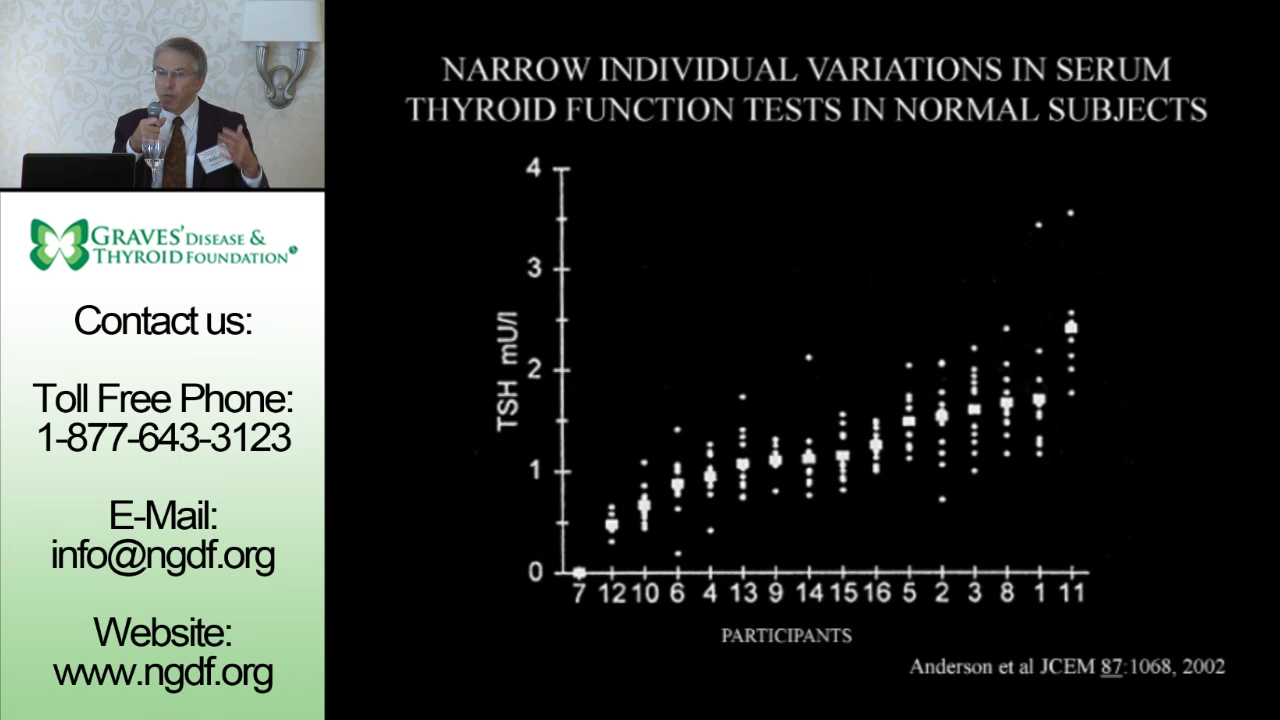 GRAVES' DISEASE &
THYROID FOUNDATION
Contact us:
Toll Free Phone:
1-877-643-3123
E-Mail:
info@ngdf.org
Website:
www.ngdf.org
NARROW INDIVIDUAL VARIATIONS IN SERUM
THYROID FUNCTION TESTS IN NORMAL SUBJECTS
4
3
2
1
0
TSH mU/l
7 12 10 6 4 13 9 14 15 16 5 2 3 8 1 11
PARTICIPANTS
Anderson et al JCEM 87:1068, 2002